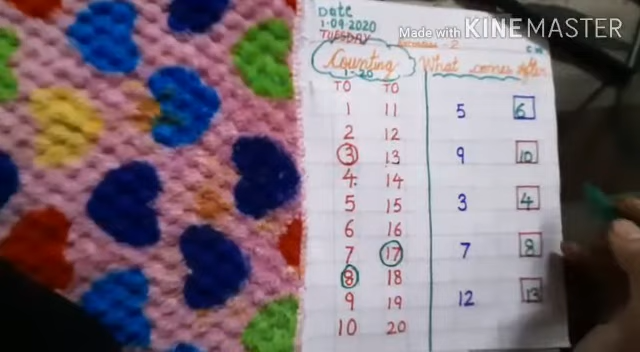 Date
1-09-2020
TUESDAY
Made with KINEMASTER
C.W
Counting
1-20
What comes after
TO TO
1 11
2 12
3 13
4 14
5 15
6 16
7 17
8 18
9 19
10 20
5 6
9 10
3 4
7 8
12 13